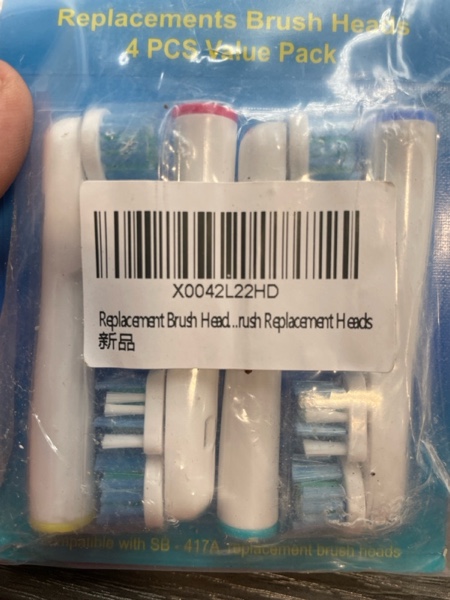 Replacements Brush Heads
4 PCS Value Pack
X0042L22HD
Replacement Brush Head...rush Replacement Heads
新品
compatible with SB - 417A replacement brush heads